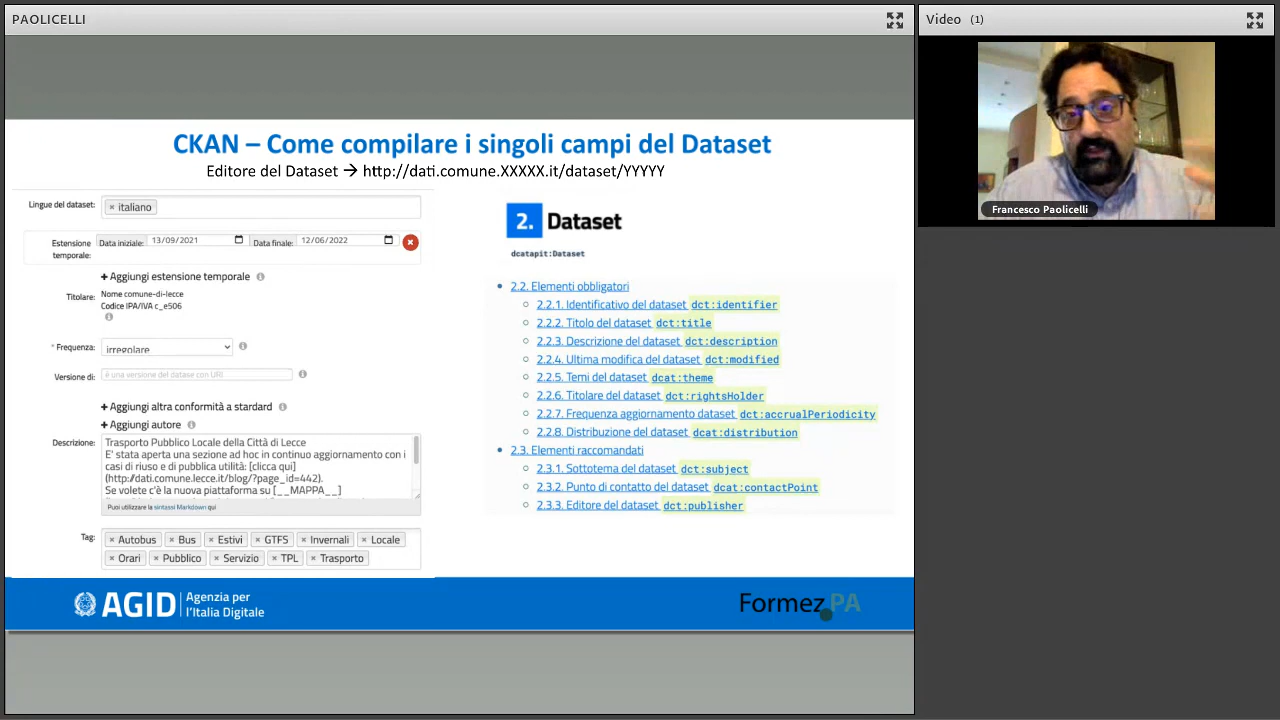 PAOLICELLI
Video (1)
Francesco Paolicelli
CKAN – Come compilare i singoli campi del Dataset
Editore del Dataset → http://dati.comune.XXXXX.it/dataset/YYYYY
Lingue del dataset: × italiano
Estensione temporale: Data iniziale: 13/09/2021 Data finale: 12/06/2022
+ Aggiungi estensione temporale
Titolare: Nome comune-di-lecce
Codice IPA/IVA c_e506
* Frequenza: irregolare
Versione di: è una versione del datase con URI
+ Aggiungi altra conformità a standard
+ Aggiungi autore
Descrizione: Trasporto Pubblico Locale della Città di Lecce
E' stata aperta una sezione ad hoc in continuo aggiornamento con i
casi di riuso e di pubblica utilità: [clicca qui]
(http://dati.comune.lecce.it/blog/?page_id=442).
Se volete c'è la nuova piattaforma su [__MAPPA__]
Puoi utilizzare la sintassi Markdown qui
Tag: × Autobus × Bus × Estivi × GTFS × Invernali × Locale
× Orari × Pubblico × Servizio × TPL × Trasporto
2. Dataset
dcatapit:Dataset
• 2.2. Elementi obbligatori
○ 2.2.1. Identificativo del dataset dct:identifier
○ 2.2.2. Titolo del dataset dct:title
○ 2.2.3. Descrizione del dataset dct:description
○ 2.2.4. Ultima modifica del dataset dct:modified
○ 2.2.5. Temi del dataset dcat:theme
○ 2.2.6. Titolare del dataset dct:rightsHolder
○ 2.2.7. Frequenza aggiornamento dataset dct:accrualPeriodicity
○ 2.2.8. Distribuzione del dataset dcat:distribution
• 2.3. Elementi raccomandati
○ 2.3.1. Sottotema del dataset dct:subject
○ 2.3.2. Punto di contatto del dataset dcat:contactPoint
○ 2.3.3. Editore del dataset dct:publisher
AGID Agenzia per
l'Italia Digitale
Formez PA